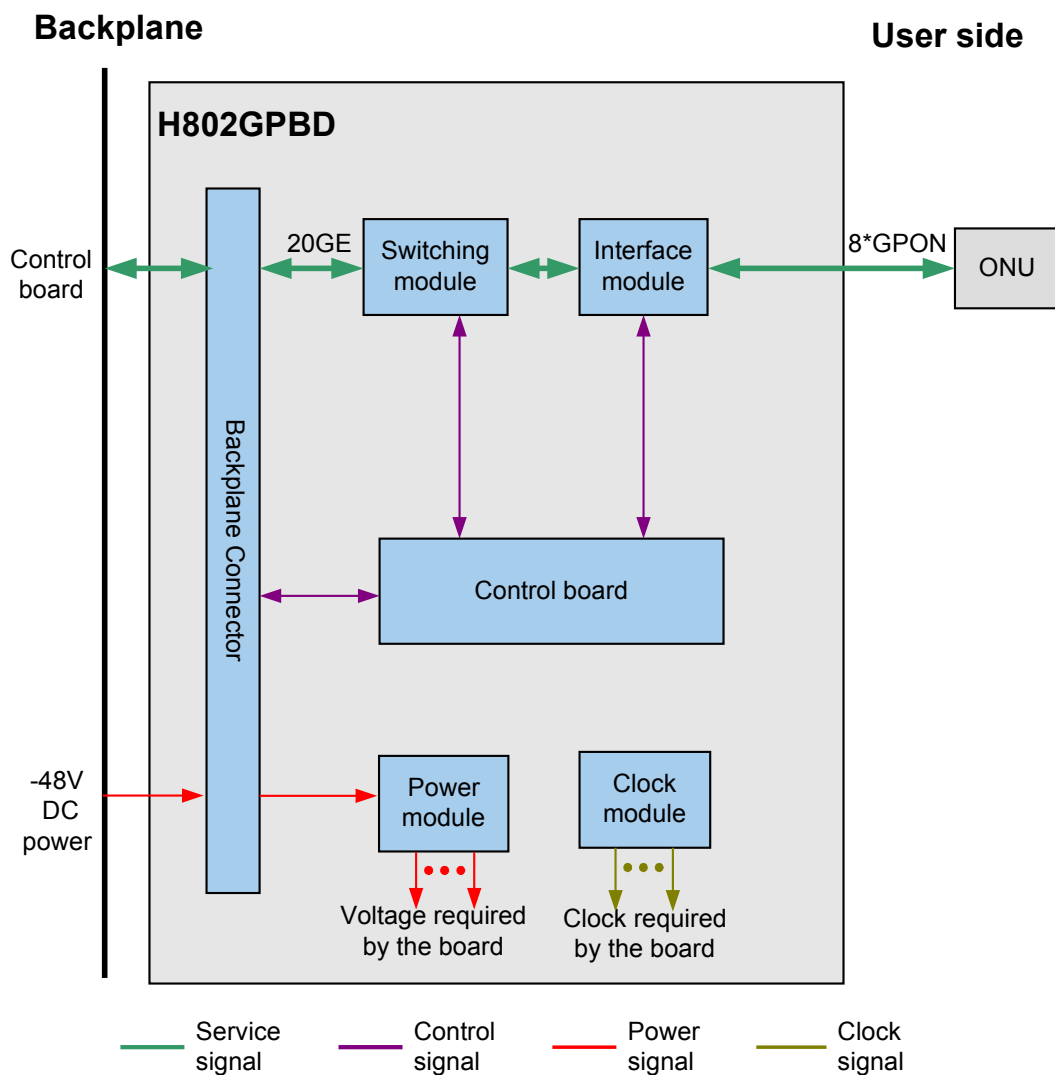 Backplane
User side
H802GPBD
Control
board
20GE
Switching
module
Interface
module
8*GPON
ONU
Backplane Connector
Control board
-48V
DC
power
Power
module
Clock
module
Voltage required
by the board
Clock required
by the board
Service
signal
Control
signal
Power
signal
Clock
signal